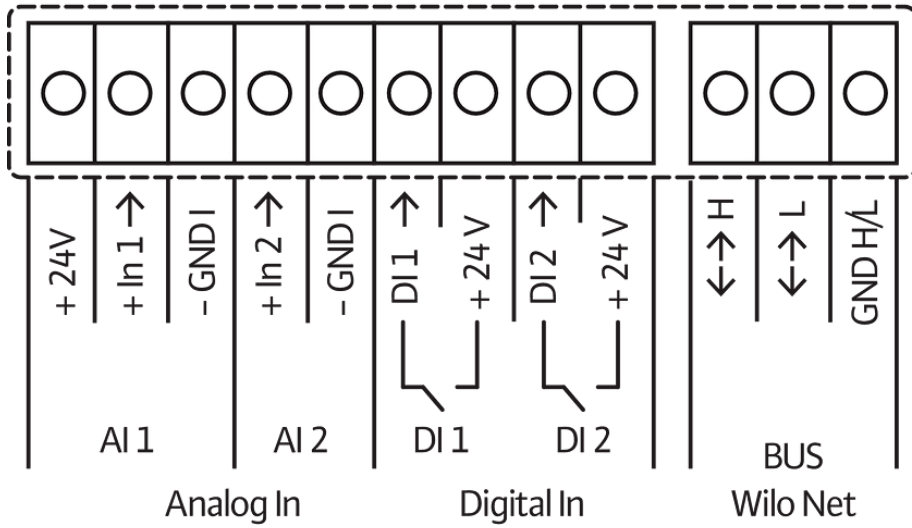 + 24V
+ In 1 →
– GND I
+ In 2 →
– GND I
DI 1 →
+ 24 V
DI 2 →
+ 24 V
H
L
GND H/L
AI 1
AI 2
DI 1
DI 2
BUS
Analog In
Digital In
Wilo Net